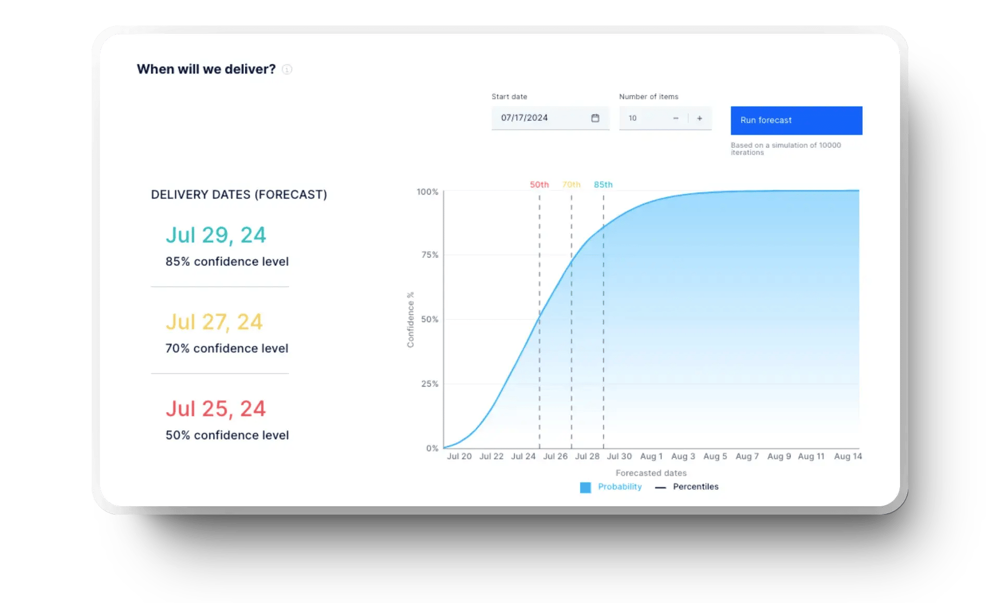 When will we deliver?
Start date
Number of items
07/17/2024
10
Run forecast
Based on a simulation of 10000
iterations
DELIVERY DATES (FORECAST)
Jul 29, 24
85% confidence level
Jul 27, 24
70% confidence level
Jul 25, 24
50% confidence level
50th 70th 85th
100%
75%
50%
25%
0%
Confidence %
Jul 20 Jul 22 Jul 24 Jul 26 Jul 28 Jul 30 Aug 1 Aug 3 Aug 5 Aug 7 Aug 9 Aug 11 Aug 14
Forecasted dates
Probability Percentiles